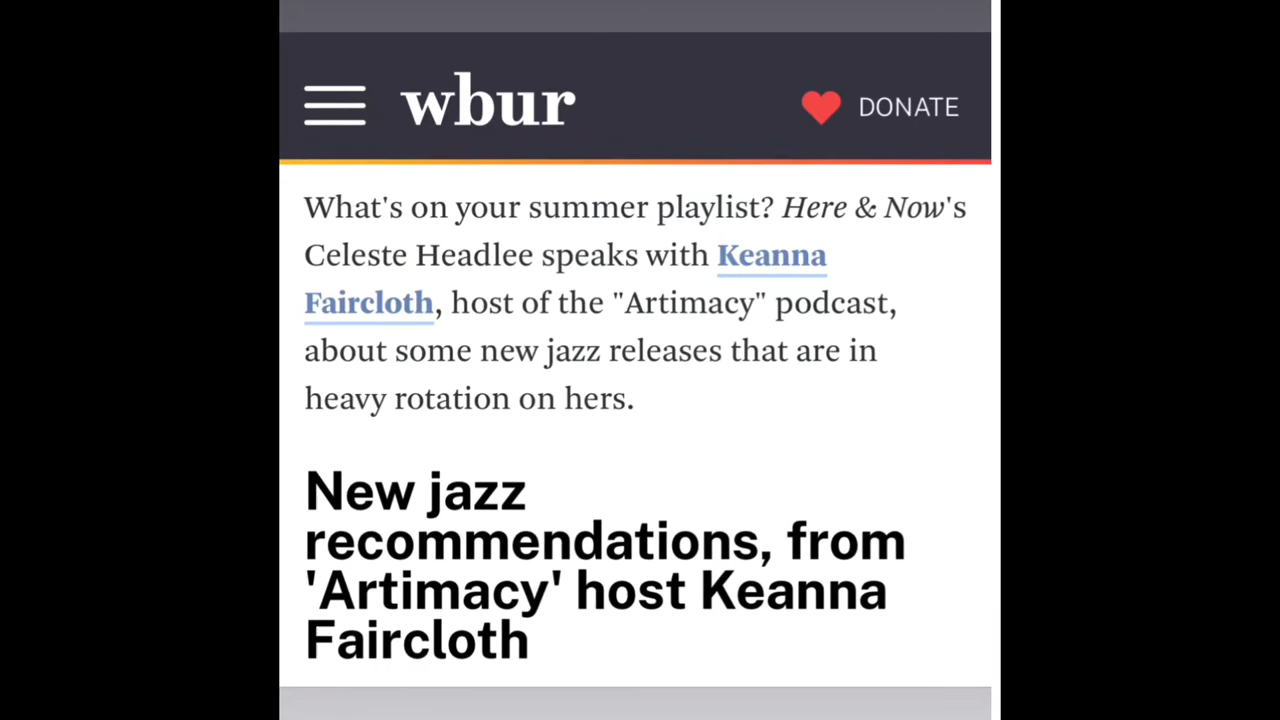 wbur
DONATE
What's on your summer playlist? Here & Now's
Celeste Headlee speaks with Keanna
Faircloth, host of the "Artimacy" podcast,
about some new jazz releases that are in
heavy rotation on hers.
New jazz
recommendations, from
'Artimacy' host Keanna
Faircloth